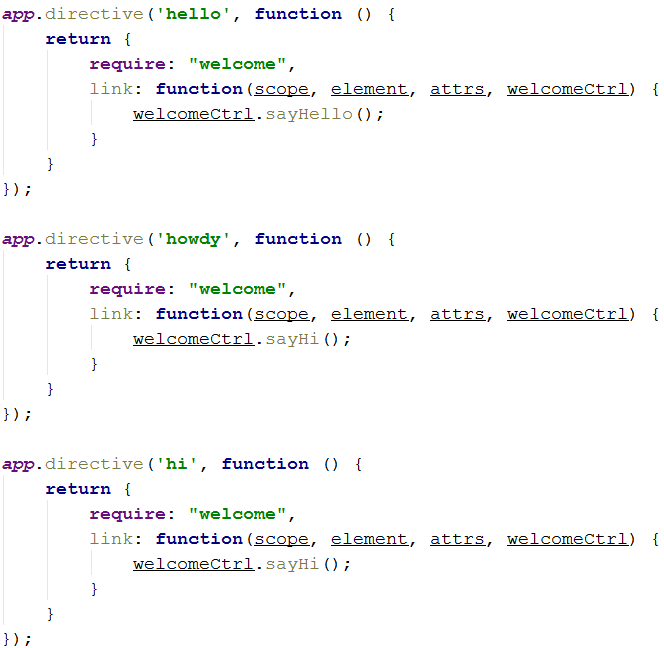 app.directive('hello', function () {
    return {
        require: "welcome",
        link: function(scope, element, attrs, welcomeCtrl) {
            welcomeCtrl.sayHello();
        }
    }
});

app.directive('howdy', function () {
    return {
        require: "welcome",
        link: function(scope, element, attrs, welcomeCtrl) {
            welcomeCtrl.sayHi();
        }
    }
});

app.directive('hi', function () {
    return {
        require: "welcome",
        link: function(scope, element, attrs, welcomeCtrl) {
            welcomeCtrl.sayHi();
        }
    }
});